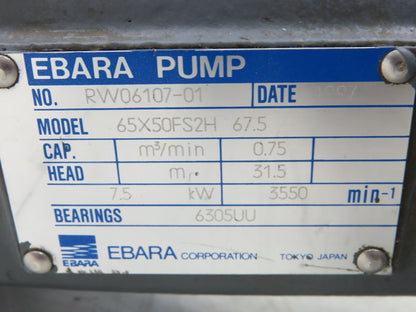 EBARA PUMP
NO. RW06107-01 DATE
MODEL 65X50FS2H 67.5
CAP. m³/min 0.75
HEAD m 31.5
7.5 kW 3550 min-1
BEARINGS 6305UU
EBARA EBARA CORPORATION TOKYO JAPAN